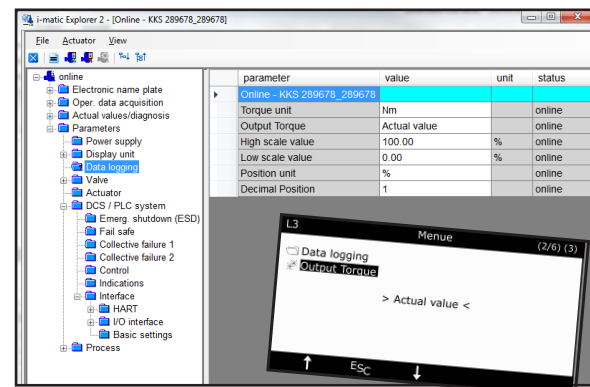 i-matic Explorer 2 - [Online - KKS 289678_289678]
File Actuator View
online
Electronic name plate
Oper. data acquisition
Actual values/diagnosis
Parameters
Power supply
Display unit
Data logging
Valve
Actuator
DCS / PLC system
Emerg. shutdown (ESD)
Fail safe
Collective failure 1
Collective failure 2
Control
Indications
Interface
HART
I/O interface
Basic settings
Process
parameter value unit status
Online - KKS 289678_289678
Torque unit Nm online
Output Torque Actual value online
High scale value 100.00 % online
Low scale value 0.00 % online
Position unit % online
Decimal Position 1 online
L3 Menue (2/6) (3)
Data logging
Output Torque
> Actual value <
↑ ESC ↓